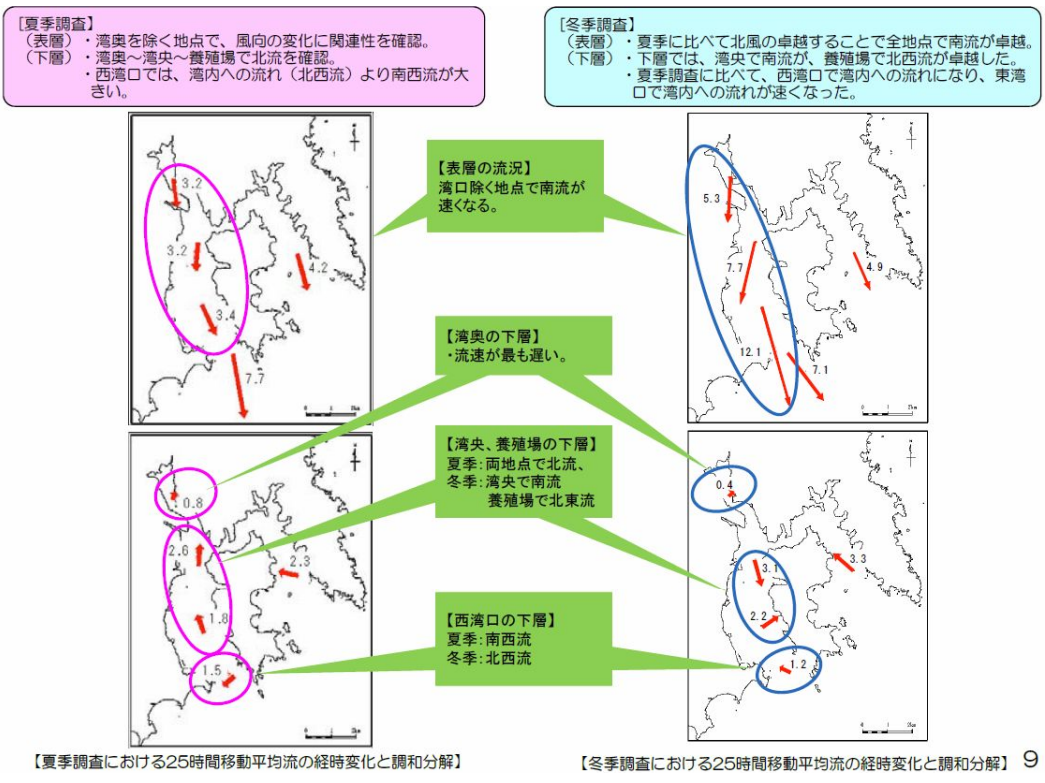 [夏季調査】
（表層）・湾奥を除く地点で、風向の変化に関連性を確認。
（下層）・湾奥～湾央～養殖場で北流を確認。
・西湾口では、湾内への流れ（北西流）より南西流が大
きい。
[冬季調査】
（表層）・夏季に比べて北風の卓越することで全地点で南流が卓越。
（下層）・下層では、湾央で南流が、養殖場で北西流が卓越した。
・夏季調査に比べて、西湾口で湾内への流れになり、東湾
口で湾内への流れが速くなった。
3.2
3.2
3.4
4.2
7.7
【表層の流況】
湾口除く地点で南流が
速くなる。
5.3
7.7
4.9
12.1
7.1
【湾奥の下層】
・流速が最も遅い。
【湾央、養殖場の下層】
夏季：両地点で北流、
冬季：湾央で南流
養殖場で北東流
【西湾口の下層】
夏季：南西流
冬季：北西流
0.8
2.6
2.3
1.8
1.5
0.4
3.1
3.3
2.2
1.2
【夏季調査における25時間移動平均流の経時変化と調和分解】
【冬季調査における25時間移動平均流の経時変化と調和分解】
9